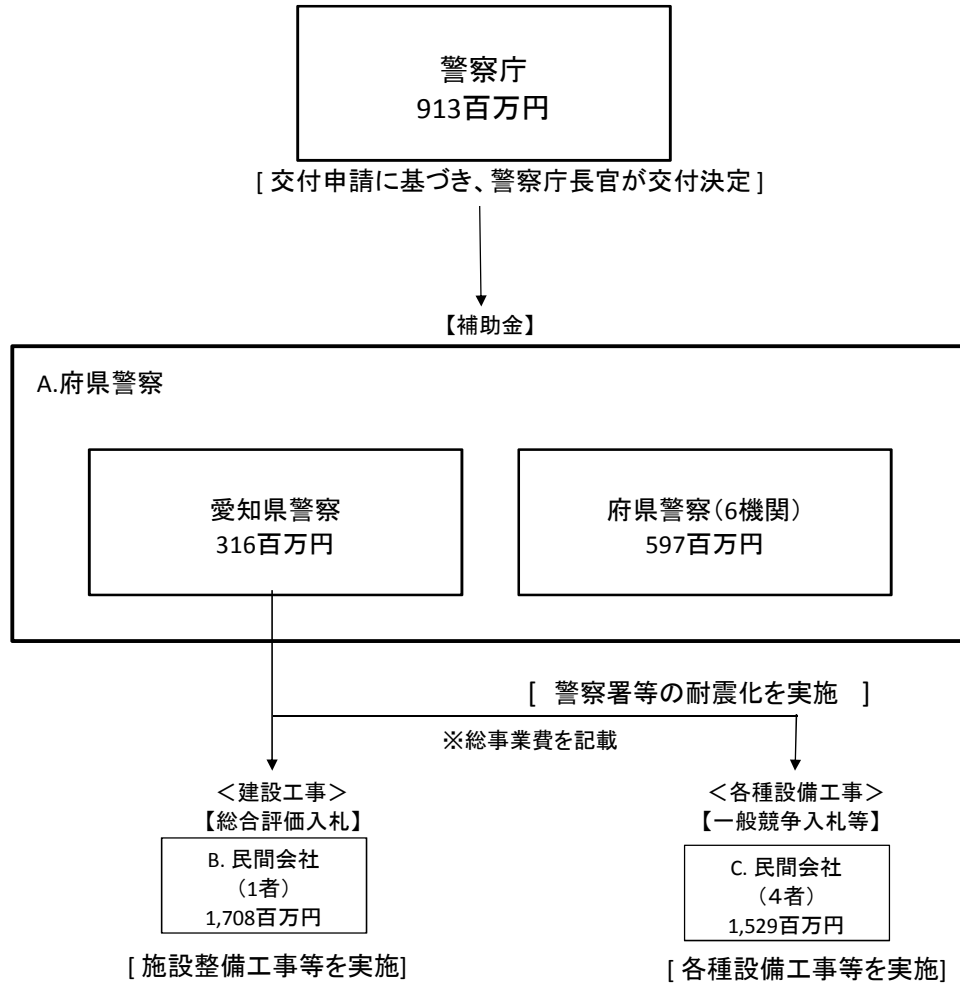 警察庁
913百万円
[ 交付申請に基づき、警察庁長官が交付決定 ]
【補助金】
A.府県警察
愛知県警察
316百万円
府県警察（6機関）
597百万円
[ 警察署等の耐震化を実施 ]
※総事業費を記載
＜建設工事＞
【総合評価入札】
B. 民間会社
（1者）
1,708百万円
[ 施設整備工事等を実施]
＜各種設備工事＞
【一般競争入札等】
C. 民間会社
（４者）
1,529百万円
[ 各種設備工事等を実施]